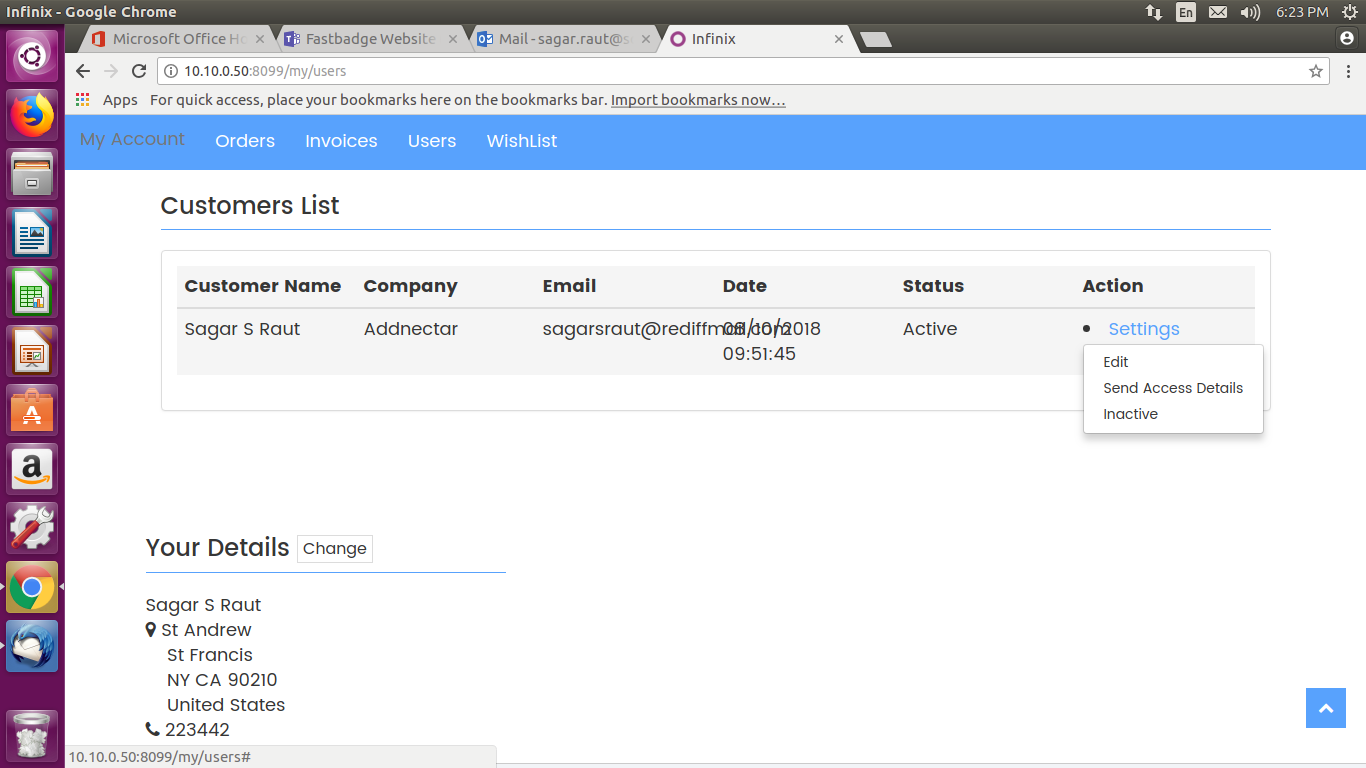 Infinix - Google Chrome
En
6:23 PM
Microsoft Office Ho
Fastbadge Website
Mail - sagar.raut@s
Infinix
10.10.0.50:8099/my/users
Apps For quick access, place your bookmarks here on the bookmarks bar. Import bookmarks now...
My Account Orders Invoices Users WishList
Customers List
Customer Name Company Email Date Status Action
Sagar S Raut Addnectar sagarsraut@rediffmail.com 08/10/2018 Active • Settings
09:51:45
Edit
Send Access Details
Inactive
Your Details Change
Sagar S Raut
St Andrew
St Francis
NY CA 90210
United States
223442
10.10.0.50:8099/my/users#